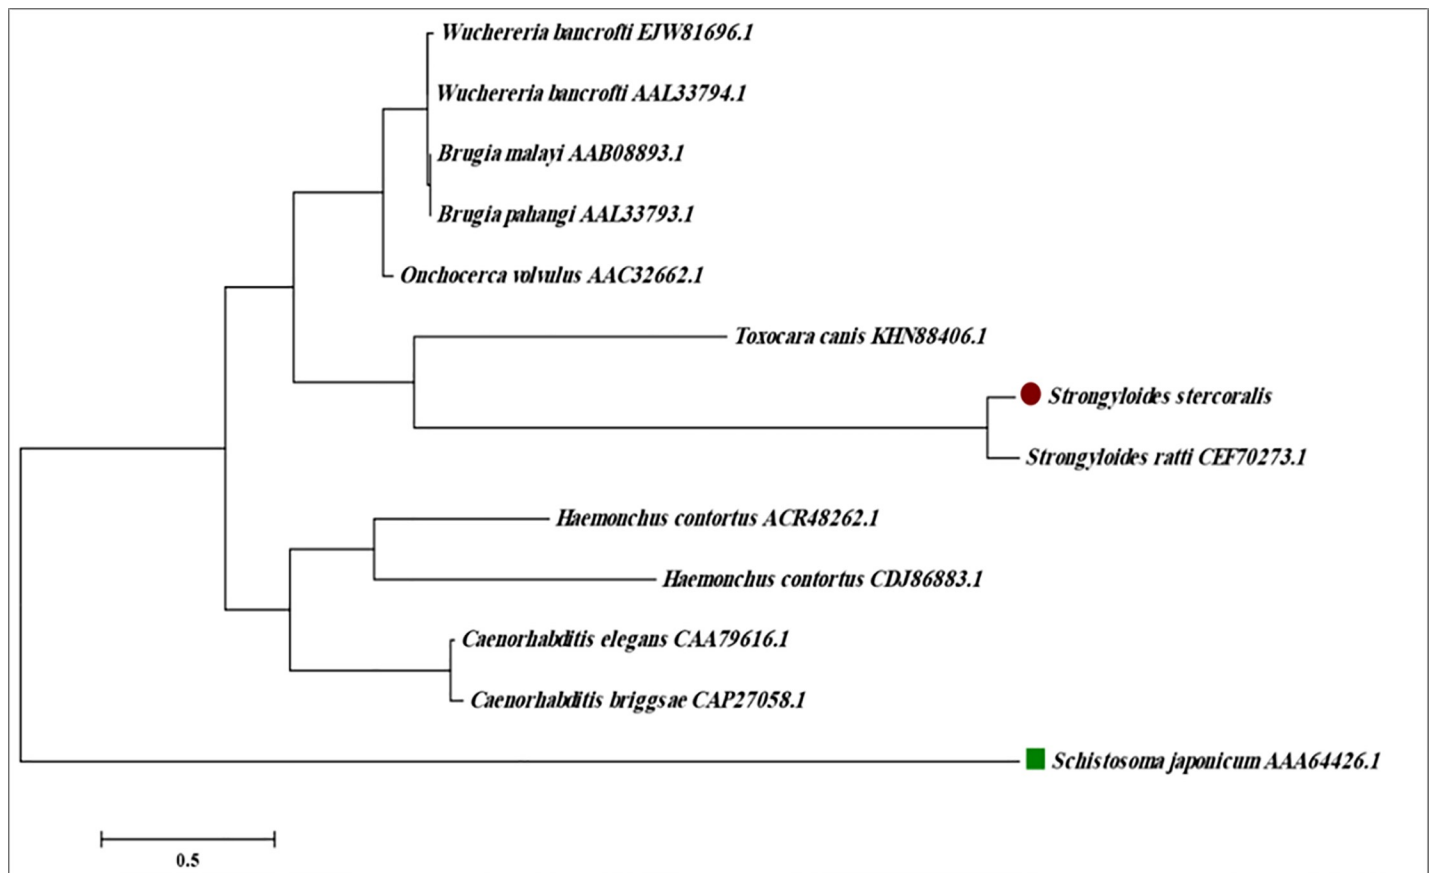 Wuchereria bancrofti EJW81696.1
Wuchereria bancrofti AAL33794.1
Brugia malayi AAB08893.1
Brugia pahangi AAL33793.1
Onchocerca volvulus AAC32662.1
Toxocara canis KHN88406.1
Strongyloides stercoralis
Strongyloides ratti CEF70273.1
Haemonchus contortus ACR48262.1
Haemonchus contortus CDJ86883.1
Caenorhabditis elegans CAA79616.1
Caenorhabditis briggsae CAP27058.1
Schistosoma japonicum AAA64426.1
0.5